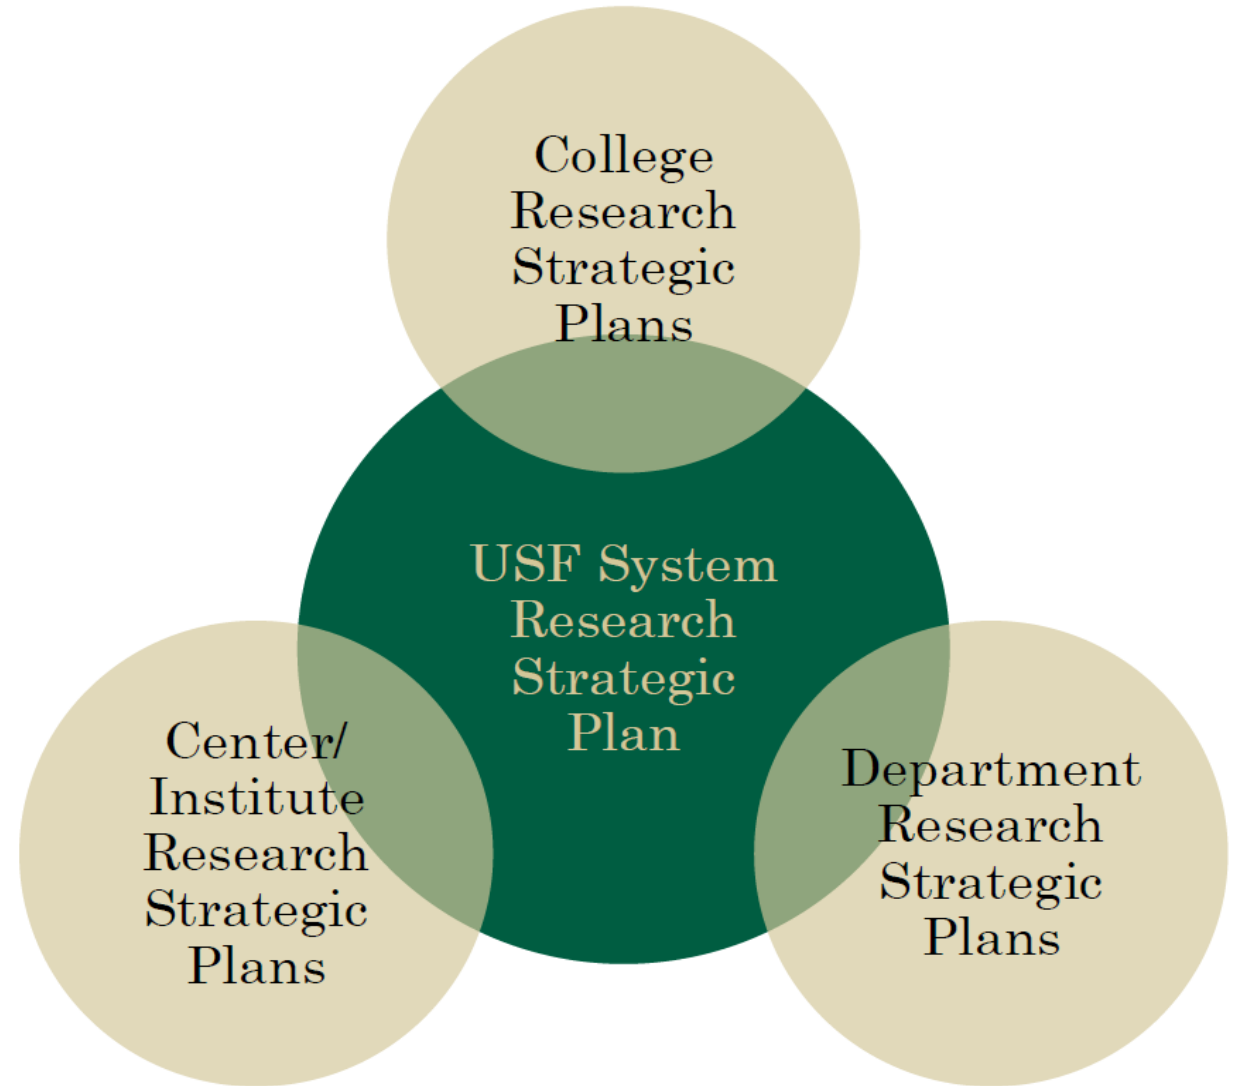 College
Research
Strategic
Plans
USF System
Research
Strategic
Plan
Center/
Institute
Research
Strategic
Plans
Department
Research
Strategic
Plans